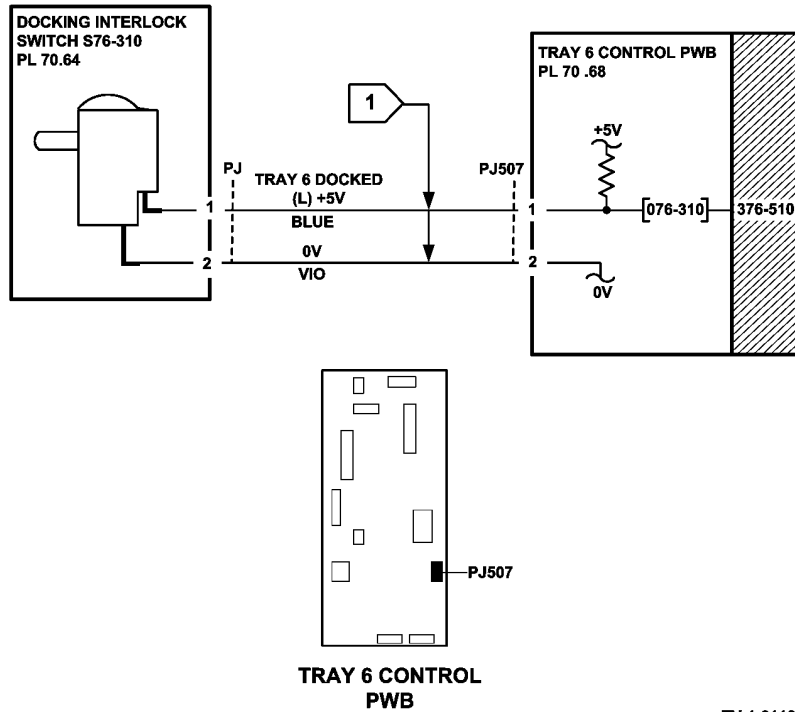 DOCKING INTERLOCK
SWITCH S76-310
PL 70.64
TRAY 6 CONTROL PWB
PL 70 .68
1
+5V
PJ
TRAY 6 DOCKED
(L) +5V
PJ507
1
BLUE
1
[076-310]
376-510
2
0V
VIO
2
0V
PJ507
TRAY 6 CONTROL
PWB